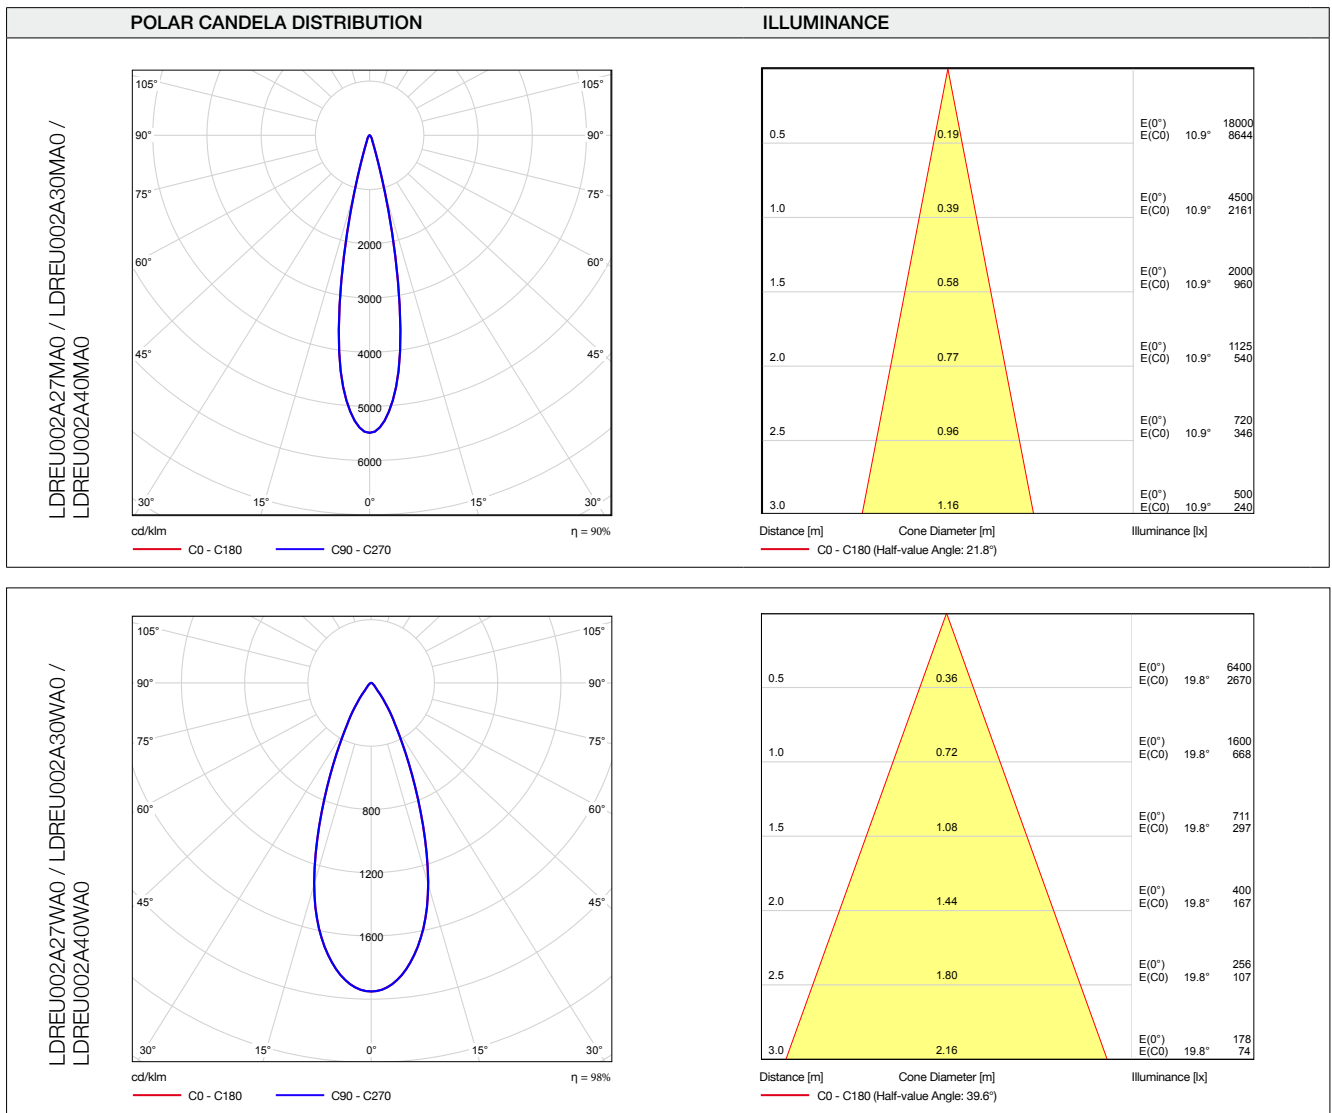 POLAR CANDELA DISTRIBUTION
ILLUMINANCE
LDREU002A27MA0 / LDREU002A30MA0 /
LDREU002A40MA0
105°
105°
90°
90°
75°
75°
60°
60°
45°
45°
2000
3000
4000
5000
6000
30°
15°
0°
15°
30°
cd/klm
η = 90%
C0 - C180
C90 - C270
0.5
0.19
E(0°) 18000
E(C0) 10.9° 8644
1.0
0.39
E(0°) 4500
E(C0) 10.9° 2161
1.5
0.58
E(0°) 2000
E(C0) 10.9° 960
2.0
0.77
E(0°) 1125
E(C0) 10.9° 540
2.5
0.96
E(0°) 720
E(C0) 10.9° 346
3.0
1.16
E(0°) 500
E(C0) 10.9° 240
Distance [m]
Cone Diameter [m]
Illuminance [lx]
C0 - C180 (Half-value Angle: 21.8°)
LDREU002A27WA0 / LDREU002A30WA0 /
LDREU002A40WA0
105°
105°
90°
90°
75°
75°
60°
60°
45°
45°
800
1200
1600
30°
15°
0°
15°
30°
cd/klm
η = 98%
C0 - C180
C90 - C270
0.5
0.36
E(0°) 6400
E(C0) 19.8° 2670
1.0
0.72
E(0°) 1600
E(C0) 19.8° 668
1.5
1.08
E(0°) 711
E(C0) 19.8° 297
2.0
1.44
E(0°) 400
E(C0) 19.8° 167
2.5
1.80
E(0°) 256
E(C0) 19.8° 107
3.0
2.16
E(0°) 178
E(C0) 19.8° 74
Distance [m]
Cone Diameter [m]
Illuminance [lx]
C0 - C180 (Half-value Angle: 39.6°)